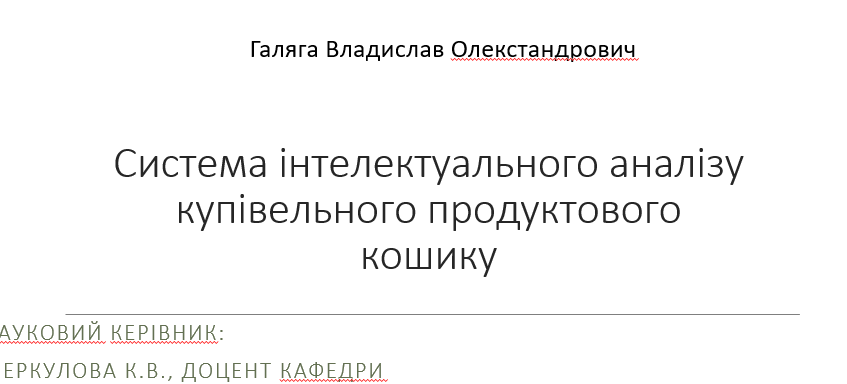 Галяга Владислав Олекстандрович
Система інтелектуального аналізу
купівельного продуктового
кошику
АУКОВИЙ КЕРІВНИК:
ЕРКУЛОВА К.В., ДОЦЕНТ КАФЕДРИ